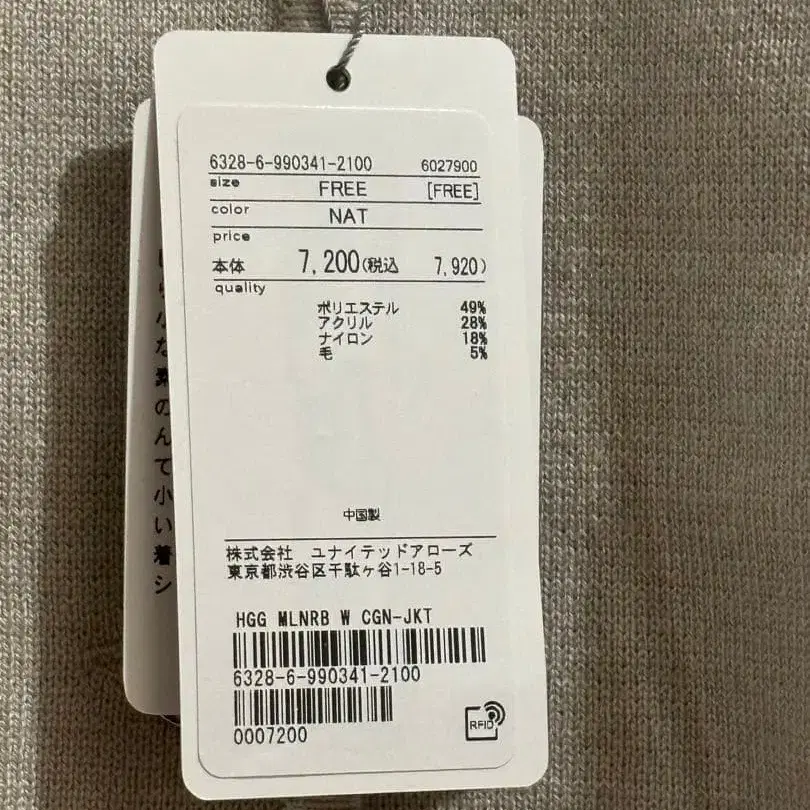 6328-6-990341-2100 6027900
size FREE [FREE]
color NAT
price
本体 7,200(税込 7,920)
quality
ポリエステル 49%
アクリル 28%
ナイロン 18%
毛 5%
中国製
株式会社 ユナイテッドアローズ
東京都渋谷区千駄ヶ谷1-18-5
HGG MLNRB W CGN-JKT
6328-6-990341-2100
0007200
RFID